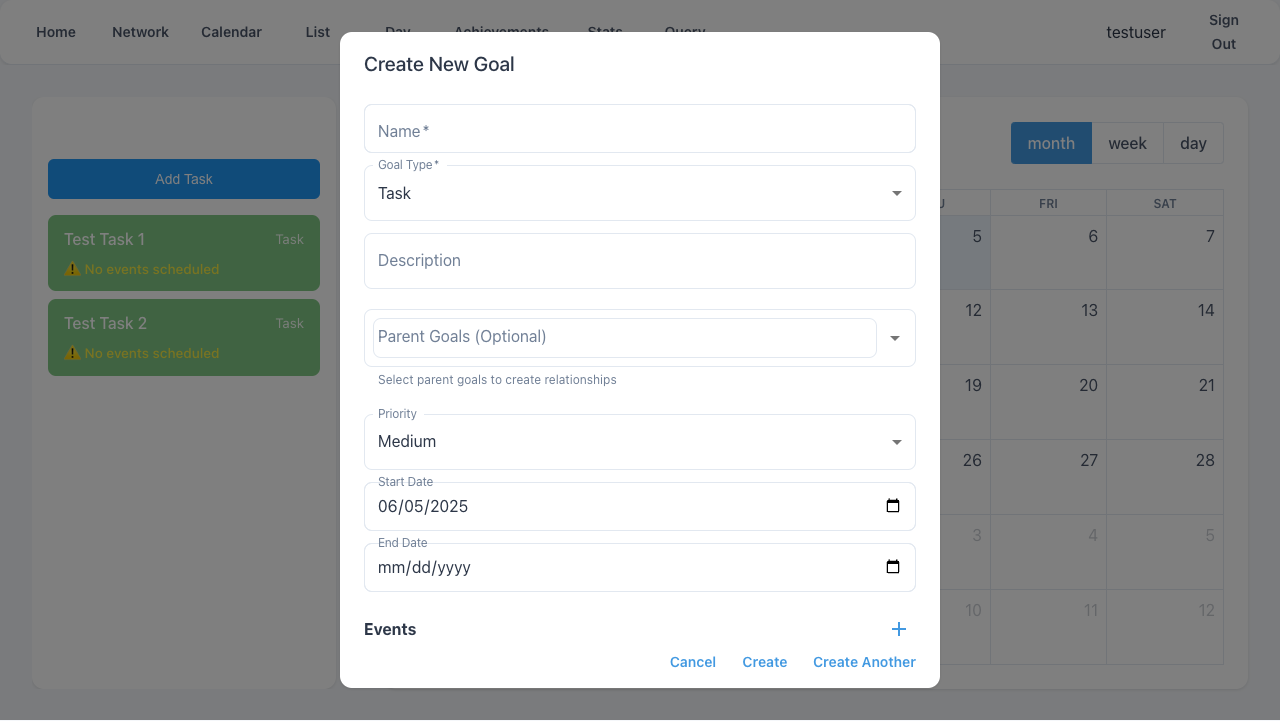 Home Network Calendar List Day Achievements Stats Query testuser Sign Out
Create New Goal
Name *
Goal Type *
Task
Description
Parent Goals (Optional)
Select parent goals to create relationships
Priority
Medium
Start Date
06/05/2025
End Date
mm/dd/yyyy
Events
Cancel Create Create Another
Add Task
Test Task 1 Task
⚠️ No events scheduled
Test Task 2 Task
⚠️ No events scheduled
month week day
FRI SAT
5 6 7
12 13 14
19 20 21
26 27 28
3 4 5
10 11 12